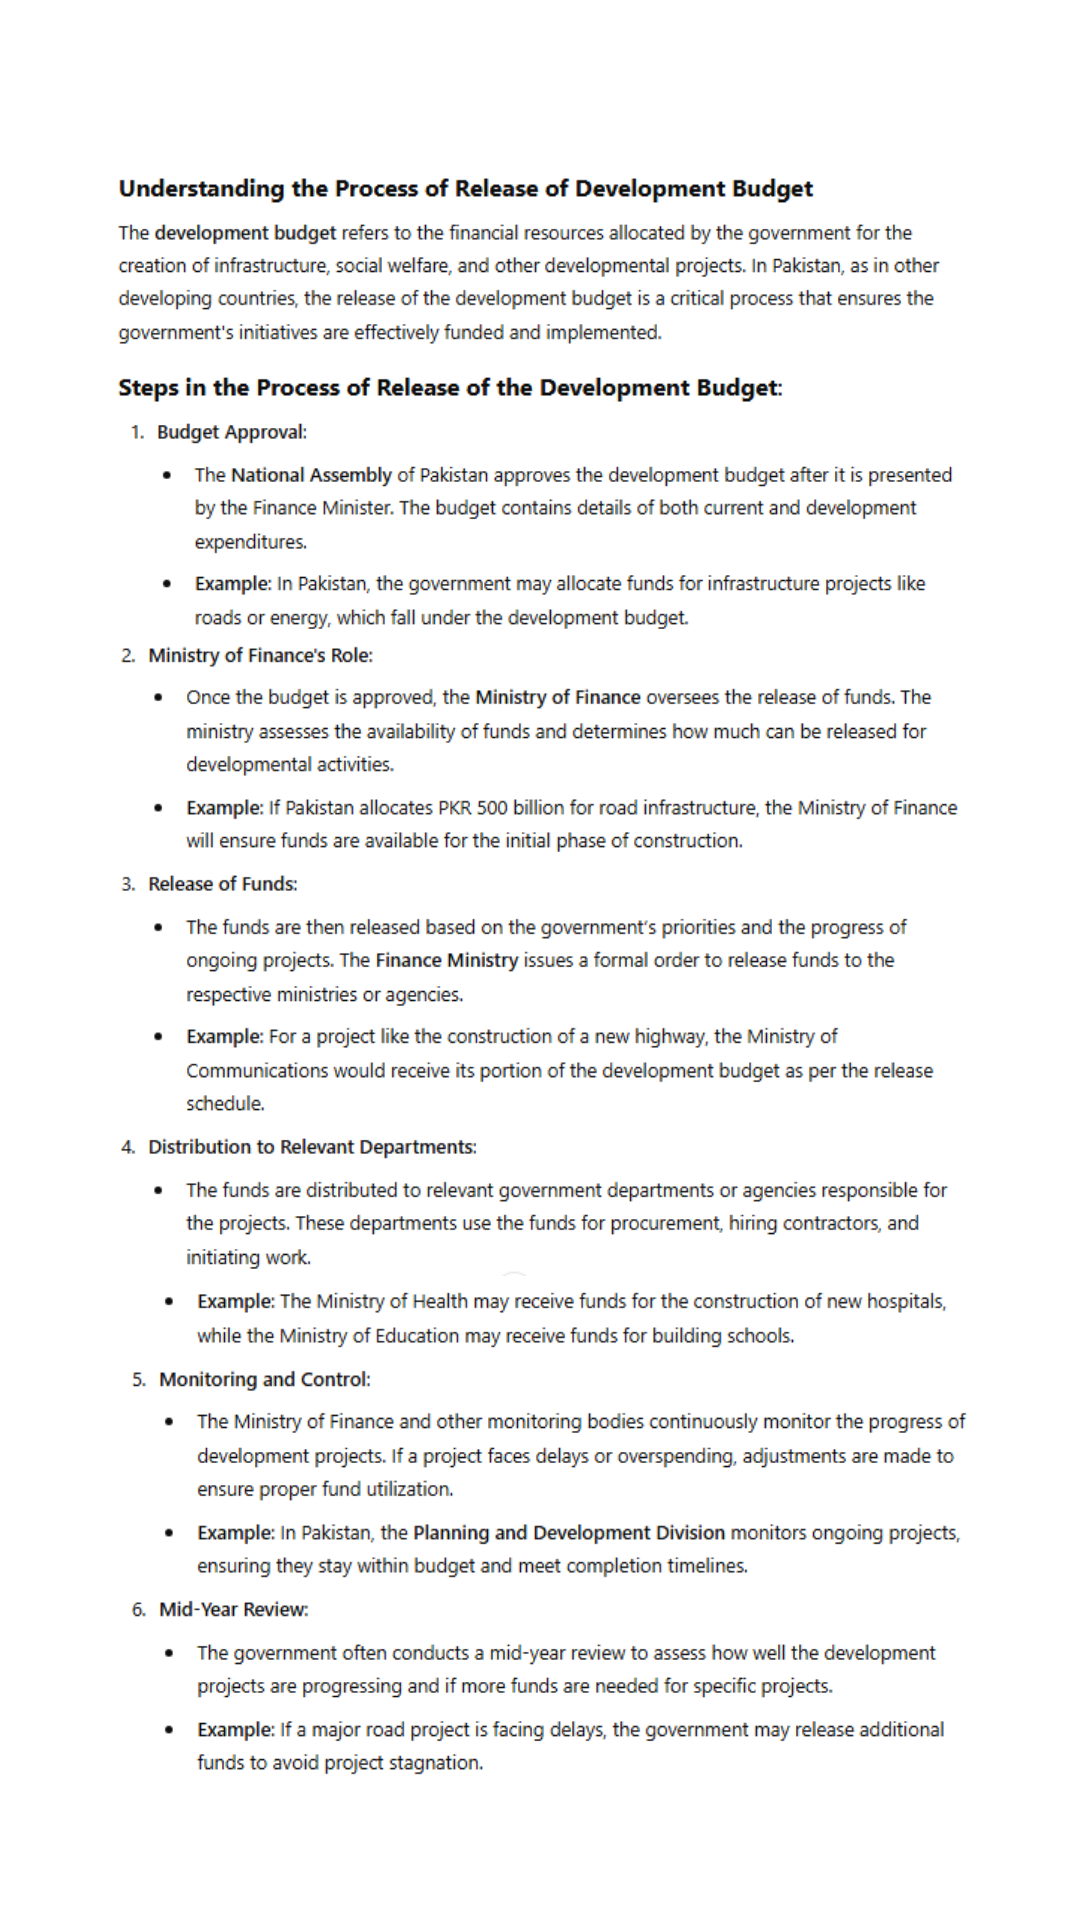 Understanding the Process of Release of Development Budget
The development budget refers to the financial resources allocated by the government for the
creation of infrastructure, social welfare, and other developmental projects. In Pakistan, as in other
developing countries, the release of the development budget is a critical process that ensures the
government's initiatives are effectively funded and implemented.
Steps in the Process of Release of the Development Budget:
1. Budget Approval:
• The National Assembly of Pakistan approves the development budget after it is presented
by the Finance Minister. The budget contains details of both current and development
expenditures.
• Example: In Pakistan, the government may allocate funds for infrastructure projects like
roads or energy, which fall under the development budget.
2. Ministry of Finance's Role:
• Once the budget is approved, the Ministry of Finance oversees the release of funds. The
ministry assesses the availability of funds and determines how much can be released for
developmental activities.
• Example: If Pakistan allocates PKR 500 billion for road infrastructure, the Ministry of Finance
will ensure funds are available for the initial phase of construction.
3. Release of Funds:
• The funds are then released based on the government's priorities and the progress of
ongoing projects. The Finance Ministry issues a formal order to release funds to the
respective ministries or agencies.
• Example: For a project like the construction of a new highway, the Ministry of
Communications would receive its portion of the development budget as per the release
schedule.
4. Distribution to Relevant Departments:
• The funds are distributed to relevant government departments or agencies responsible for
the projects. These departments use the funds for procurement, hiring contractors, and
initiating work.
• Example: The Ministry of Health may receive funds for the construction of new hospitals,
while the Ministry of Education may receive funds for building schools.
5. Monitoring and Control:
• The Ministry of Finance and other monitoring bodies continuously monitor the progress of
development projects. If a project faces delays or overspending, adjustments are made to
ensure proper fund utilization.
• Example: In Pakistan, the Planning and Development Division monitors ongoing projects,
ensuring they stay within budget and meet completion timelines.
6. Mid-Year Review:
• The government often conducts a mid-year review to assess how well the development
projects are progressing and if more funds are needed for specific projects.
• Example: If a major road project is facing delays, the government may release additional
funds to avoid project stagnation.